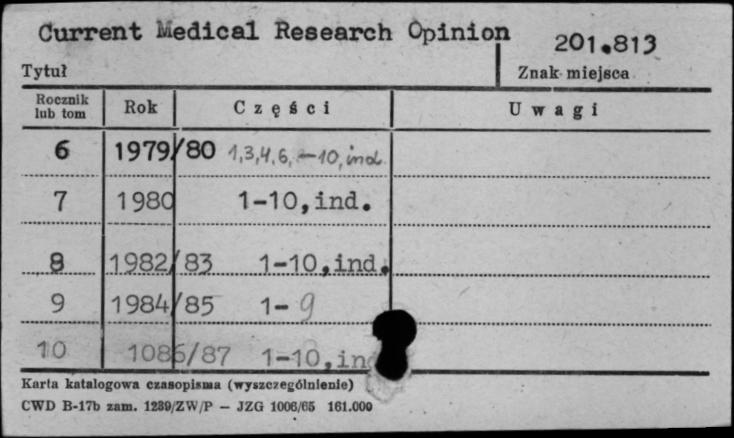 Current Medical Research Opinion
201.813
Tytuł
Znak miejsca
Rocznik lub tom Rok Części Uwagi
6 1979/80 1,3,4,6,-10, ind.
7 1980 1-10, ind.
8 1982/83 1-10, ind.
9 1984/85 1-9
10 1086/87 1-10, in
Karta katalogowa czasopisma (wyszczególnienie)
CWD B-17b zam. 1239/ZW/P — JZG 1006/65 161.000